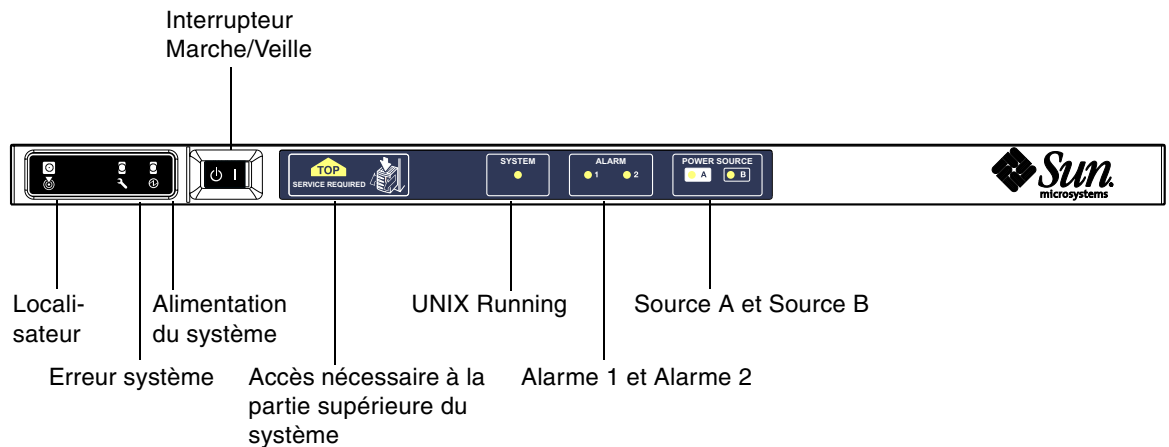 Interrupteur
Marche/Veille
TOP
SERVICE REQUIRED
SYSTEM
ALARM
1
2
POWER SOURCE
A
B
Sun.
microsystems
Locali-
sateur
Alimentation
du système
UNIX Running
Source A et Source B
Erreur système
Accès nécessaire à la
partie supérieure du
système
Alarme 1 et Alarme 2